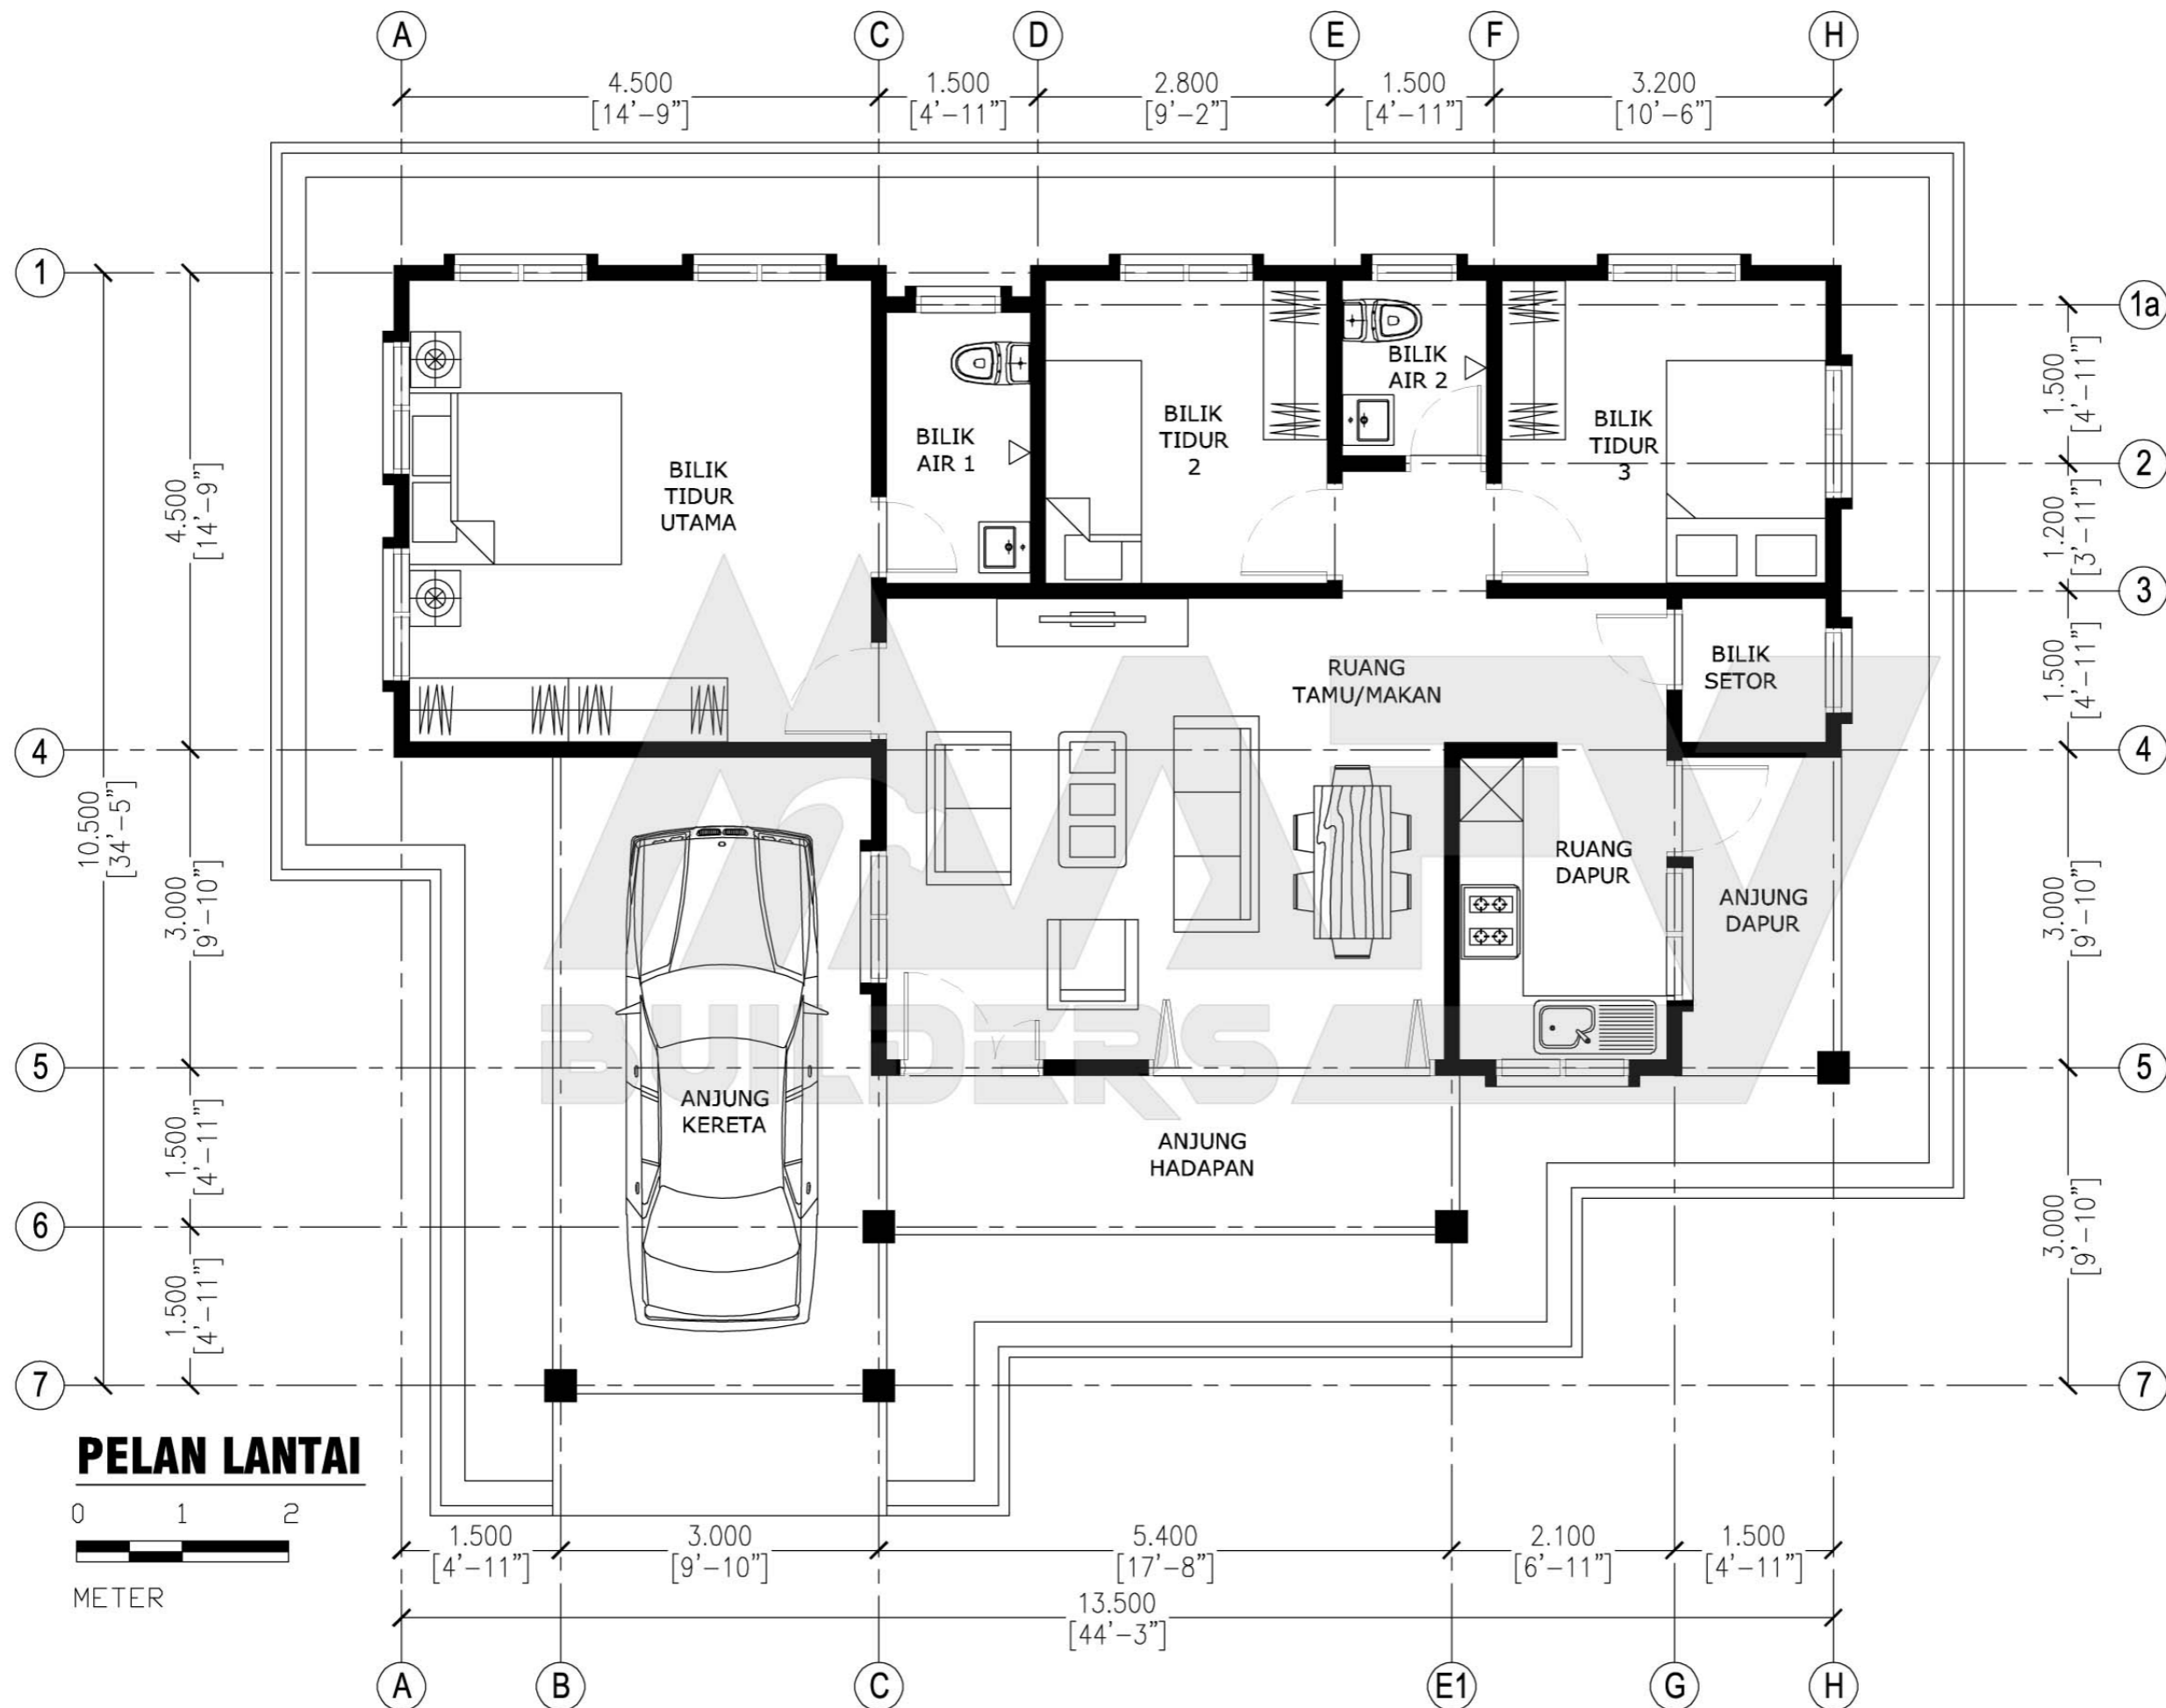 A C D E F H
4.500 1.500 2.800 1.500 3.200
[14'-9"] [4'-11"] [9'-2"] [4'-11"] [10'-6"]
1
1a
BILIK
AIR 2
1.500
[4'-11"]
BILIK
TIDUR
2
BILIK
TIDUR
3
BILIK
AIR 1
2
BILIK
TIDUR
UTAMA
4.500
[14'-9"]
1.200
[3'-11"]
3
BILIK
SETOR
RUANG
TAMU/MAKAN
1.500
[4'-11"]
4
4
10.500
[34'-5"]
RUANG
DAPUR
ANJUNG
DAPUR
3.000
[9'-10"]
3.000
[9'-10"]
MATV
BUILDERS
5
5
ANJUNG
KERETA
ANJUNG
HADAPAN
1.500
[4'-11"]
6
3.000
[9'-10"]
1.500
[4'-11"]
7
7
PELAN LANTAI
0 1 2
METER
1.500 3.000 5.400 2.100 1.500
[4'-11"] [9'-10"] [17'-8"] [6'-11"] [4'-11"]
13.500
[44'-3"]
A B C E1 G H